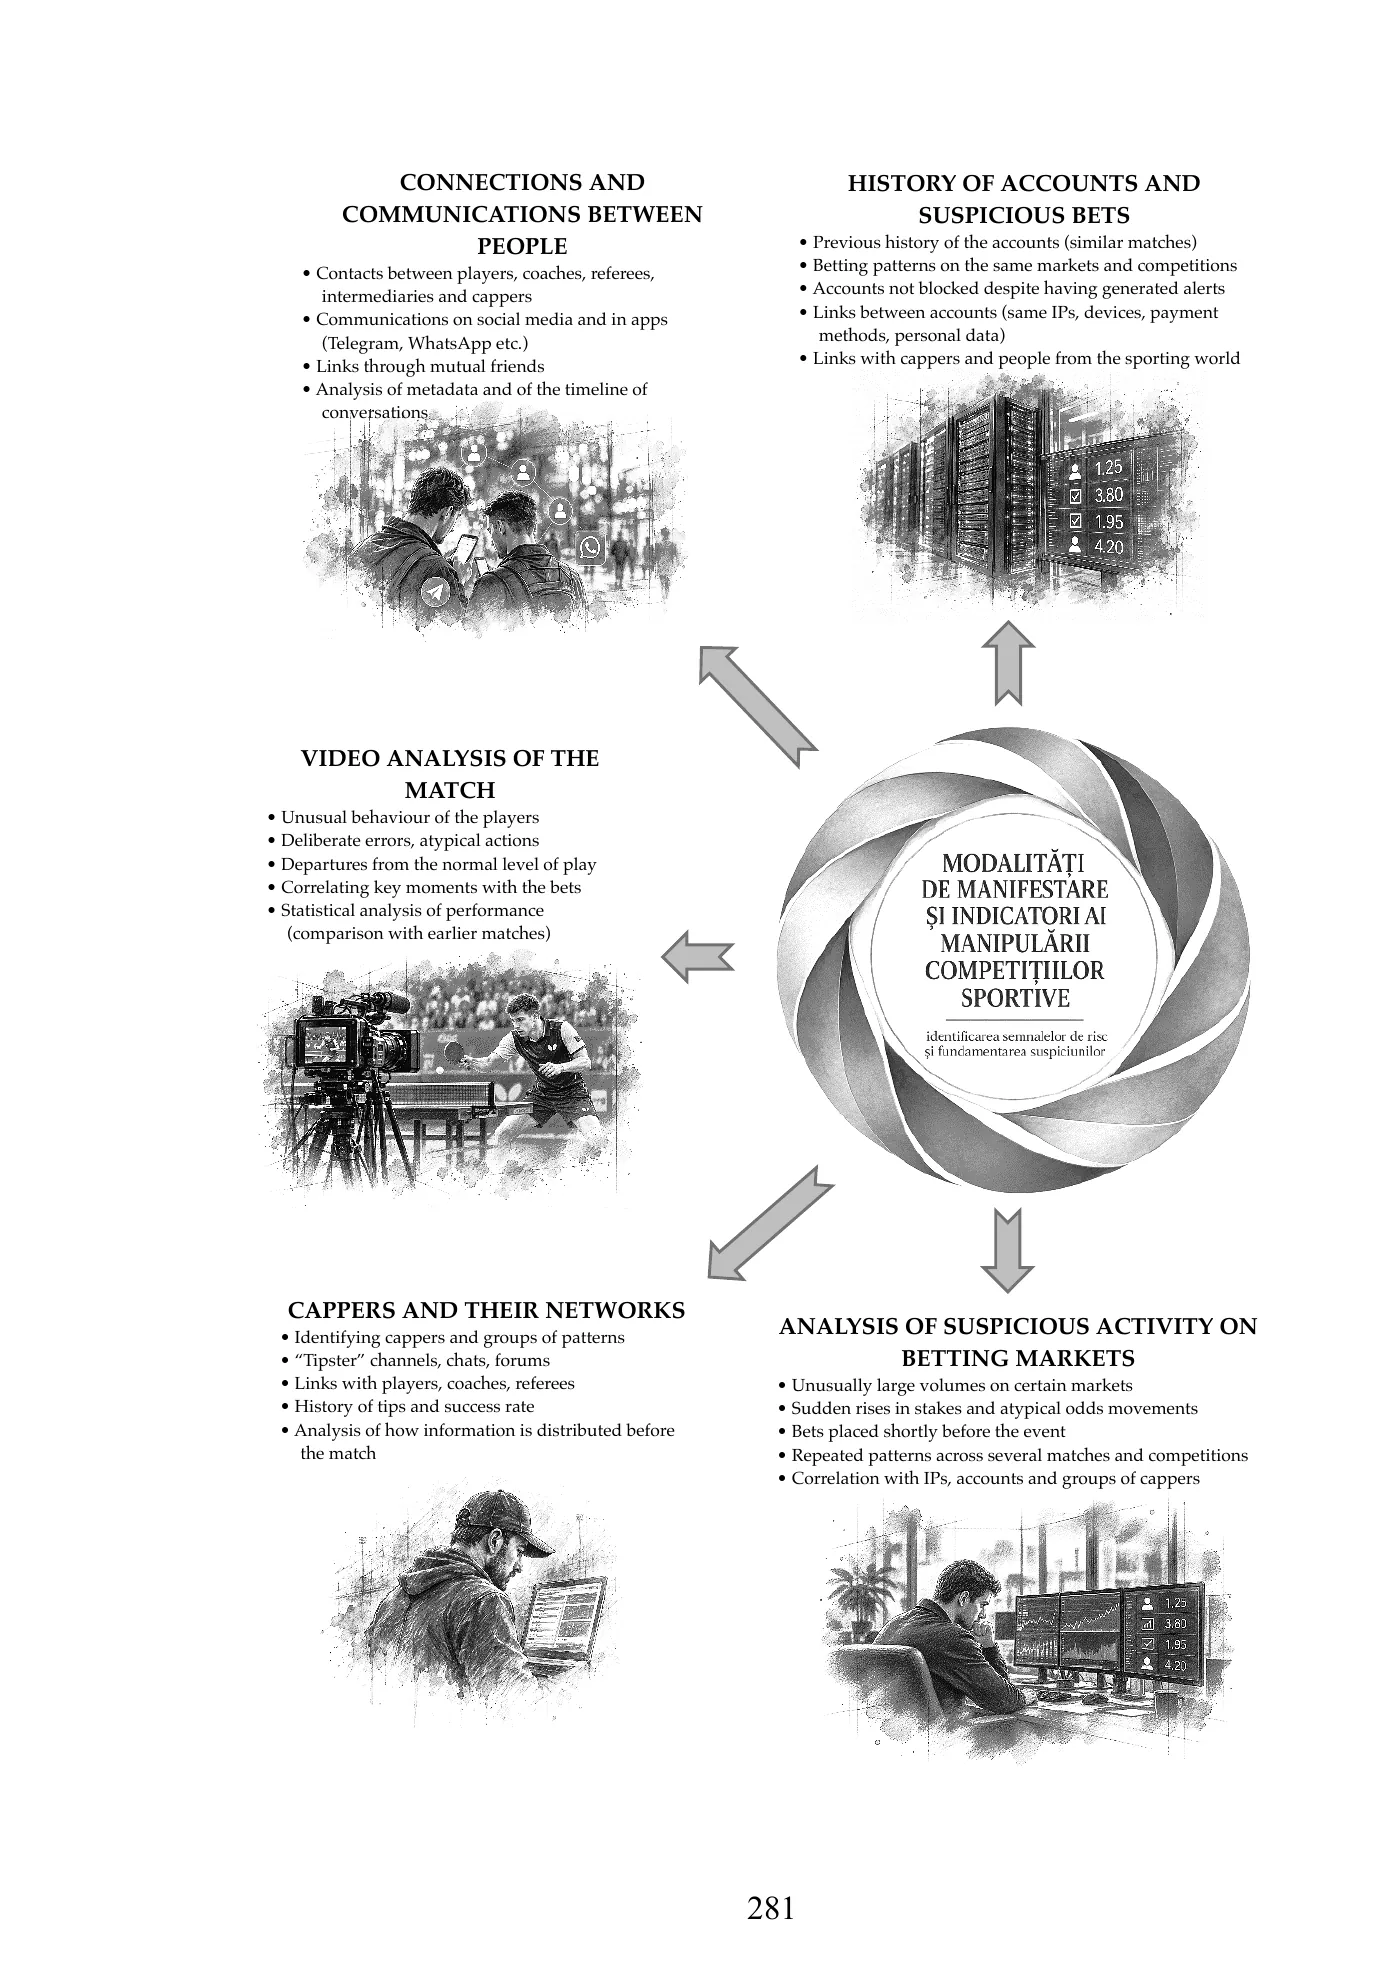 CONNECTIONS AND
COMMUNICATIONS BETWEEN
PEOPLE
• Contacts between players, coaches, referees,
intermediaries and cappers
• Communications on social media and in apps
(Telegram, WhatsApp etc.)
• Links through mutual friends
• Analysis of metadata and of the timeline of
conversations
HISTORY OF ACCOUNTS AND
SUSPICIOUS BETS
• Previous history of the accounts (similar matches)
• Betting patterns on the same markets and competitions
• Accounts not blocked despite having generated alerts
• Links between accounts (same IPs, devices, payment
methods, personal data)
• Links with cappers and people from the sporting world
1.25
3.80
1.95
4.20
VIDEO ANALYSIS OF THE
MATCH
• Unusual behaviour of the players
• Deliberate errors, atypical actions
• Departures from the normal level of play
• Correlating key moments with the bets
• Statistical analysis of performance
(comparison with earlier matches)
MODALITĂȚI
DE MANIFESTARE
ȘI INDICATORI AI
MANIPULĂRII
COMPETIȚIILOR
SPORTIVE
identificarea semnalelor de risc
și fundamentarea suspiciunilor
CAPPERS AND THEIR NETWORKS
• Identifying cappers and groups of patterns
• “Tipster” channels, chats, forums
• Links with players, coaches, referees
• History of tips and success rate
• Analysis of how information is distributed before
the match
ANALYSIS OF SUSPICIOUS ACTIVITY ON
BETTING MARKETS
• Unusually large volumes on certain markets
• Sudden rises in stakes and atypical odds movements
• Bets placed shortly before the event
• Repeated patterns across several matches and competitions
• Correlation with IPs, accounts and groups of cappers
1.25
3.80
1.95
4.20
281